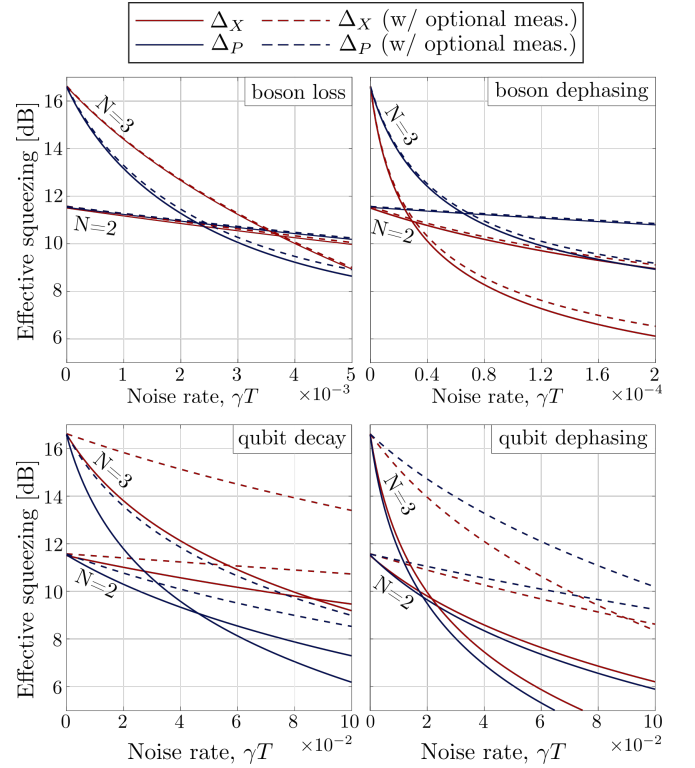 Δ_X Δ_X (w/ optional meas.)
Δ_P Δ_P (w/ optional meas.)
Effective squeezing [dB]
16
14
12
10
8
6
boson loss
N=3
N=2
0 1 2 3 4 5
×10⁻³
Noise rate, γT
boson dephasing
N=3
N=2
0 0.4 0.8 1.2 1.6 2
×10⁻⁴
Noise rate, γT
Effective squeezing [dB]
16
14
12
10
8
6
qubit decay
N=3
N=2
0 2 4 6 8 10
×10⁻²
Noise rate, γT
qubit dephasing
N=3
N=2
0 2 4 6 8 10
×10⁻²
Noise rate, γT